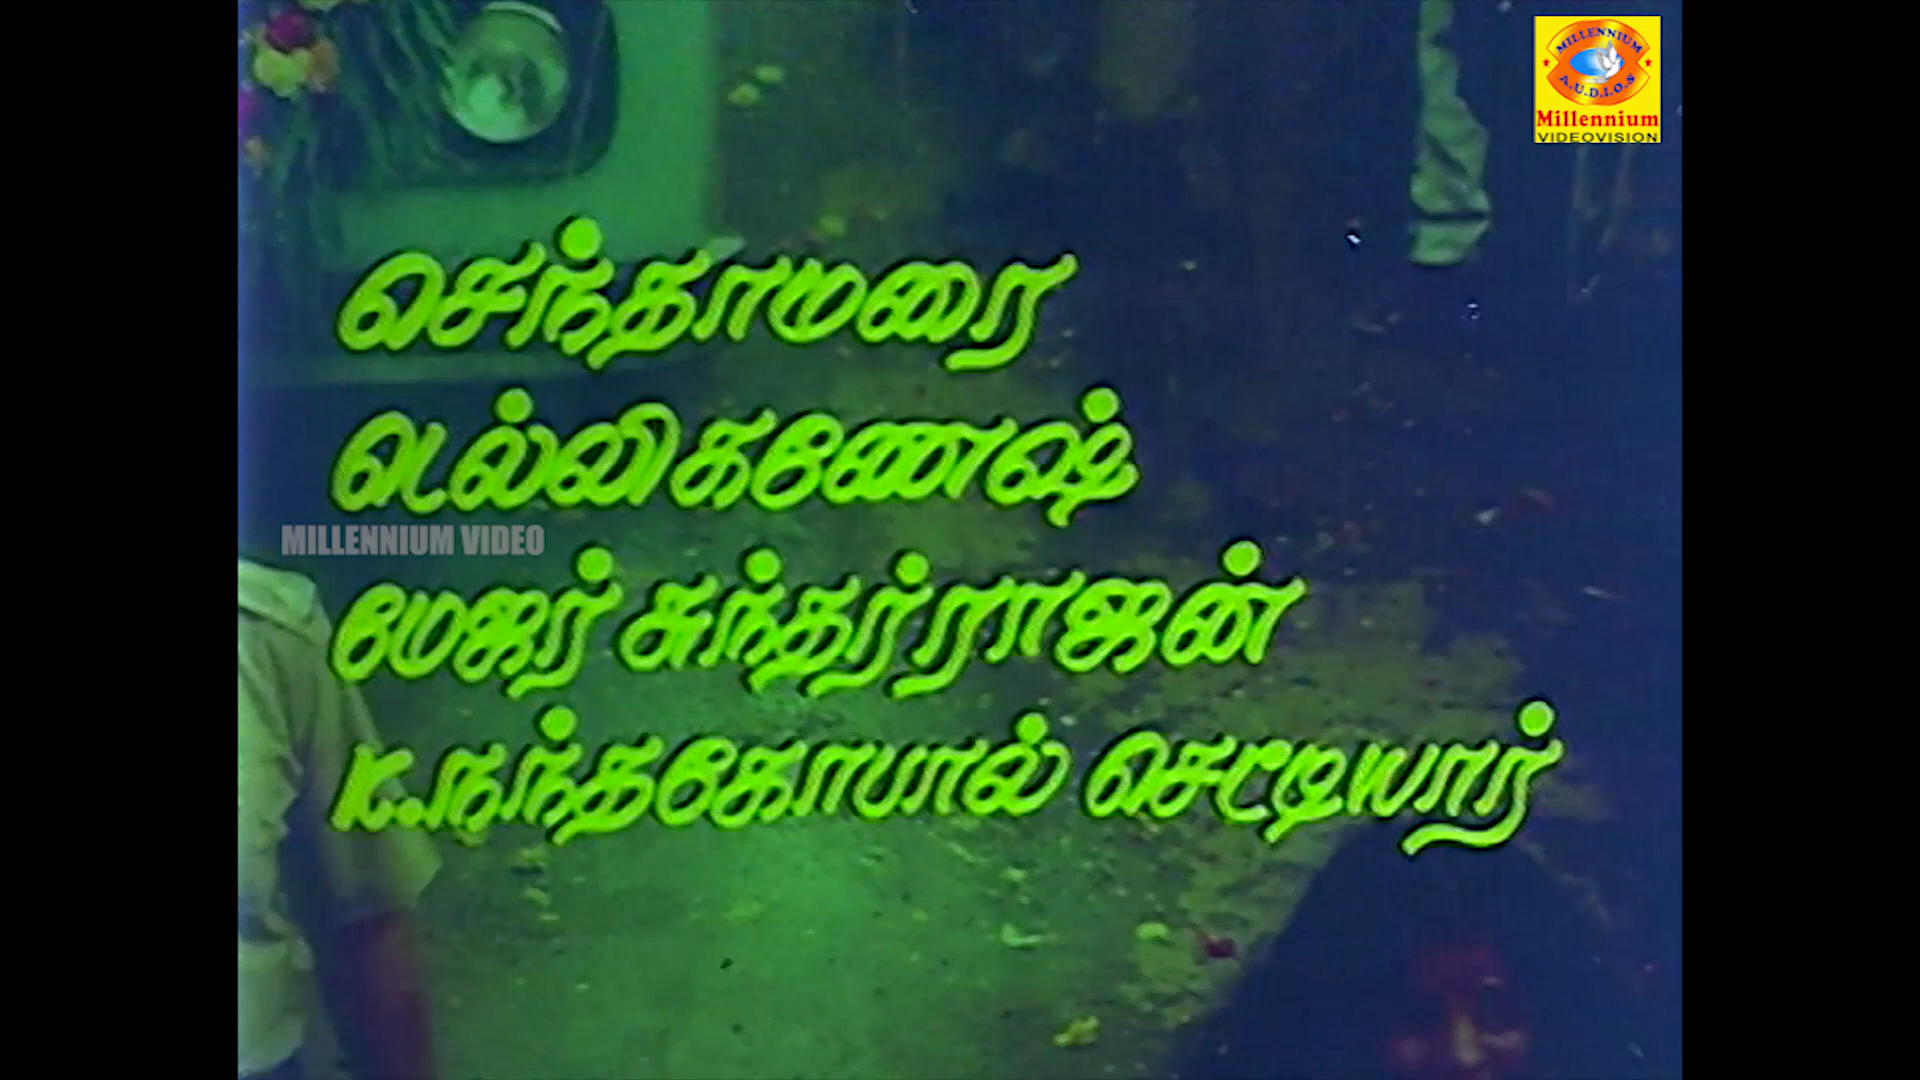 MILLENNIUM
A.U.D.I.O.S
Millennium
VIDEOVISION
செந்தாமரை
டெல்லிகணேஷ்
MILLENNIUM VIDEO
மேஜர் சுந்தர்ராஜன்
K.நந்தகோபால் செட்டியார்